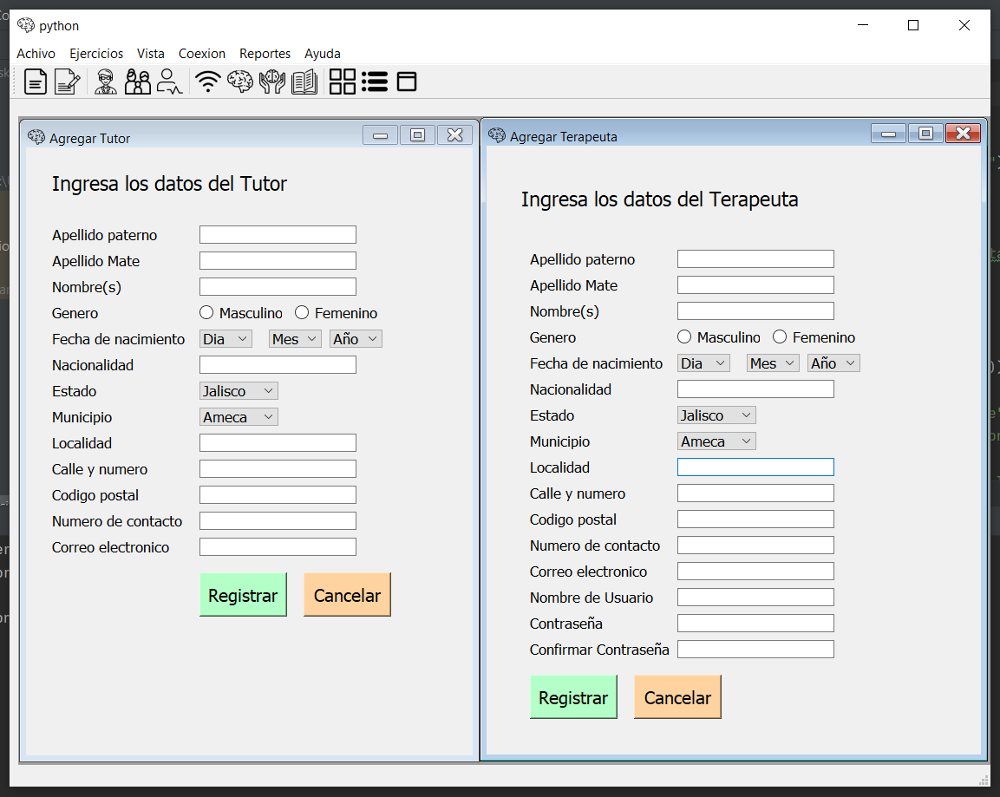 python
Achivo Ejercicios Vista Coexion Reportes Ayuda
Agregar Tutor
Ingresa los datos del Tutor
Apellido paterno
Apellido Mate
Nombre(s)
Genero Masculino Femenino
Fecha de nacimiento Dia Mes Año
Nacionalidad
Estado Jalisco
Municipio Ameca
Localidad
Calle y numero
Codigo postal
Numero de contacto
Correo electronico
Registrar Cancelar
Agregar Terapeuta
Ingresa los datos del Terapeuta
Apellido paterno
Apellido Mate
Nombre(s)
Genero Masculino Femenino
Fecha de nacimiento Dia Mes Año
Nacionalidad
Estado Jalisco
Municipio Ameca
Localidad
Calle y numero
Codigo postal
Numero de contacto
Correo electronico
Nombre de Usuario
Contraseña
Confirmar Contraseña
Registrar Cancelar